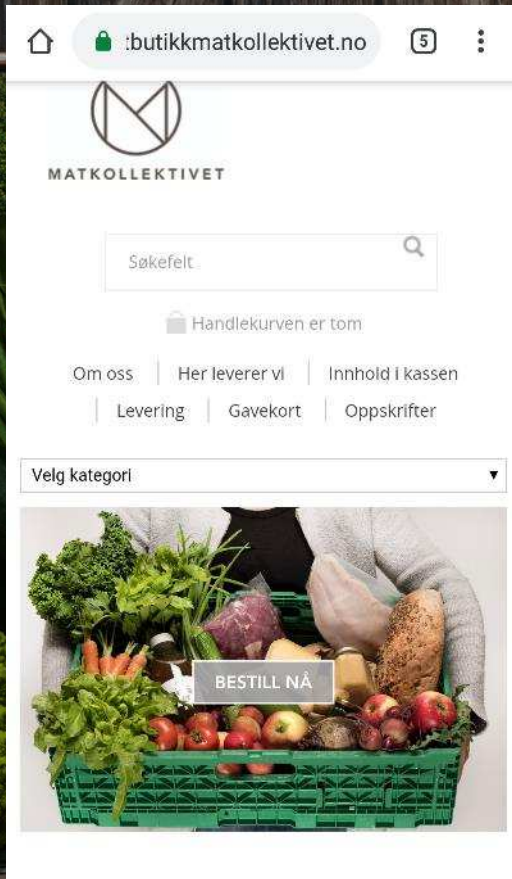 :butikkmatkollektivet.no 5
MATKOLLEKTIVET
Søkefelt
Handlekurven er tom
Om oss Her leverer vi Innhold i kassen
Levering Gavekort Oppskrifter
Velg kategori
BESTILL NÅ